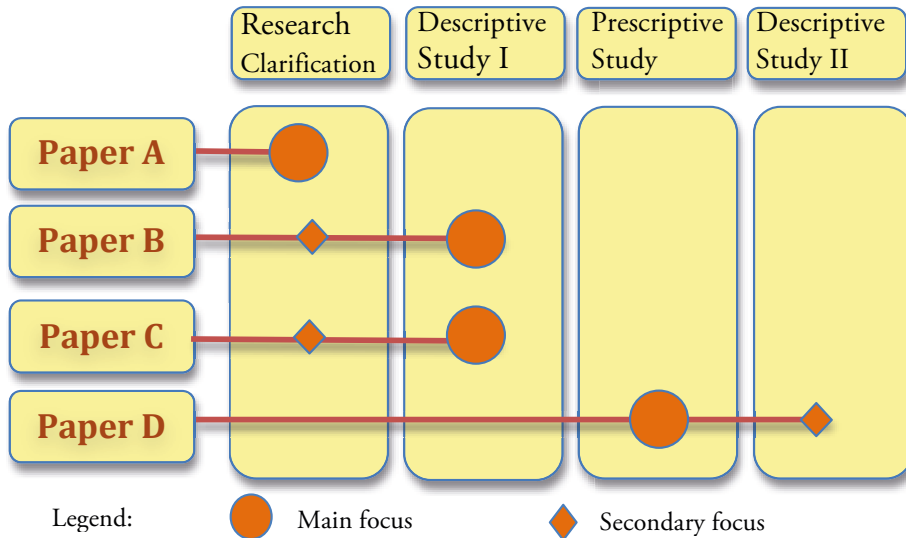 Research
Clarification
Descriptive
Study I
Prescriptive
Study
Descriptive
Study II
Paper A
Paper B
Paper C
Paper D
Legend:
Main focus
Secondary focus